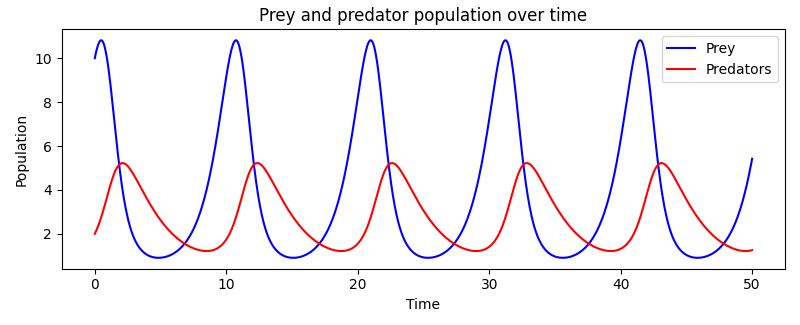 Prey and predator population over time
Prey
Predators
Population
10
8
6
4
2
0 10 20 30 40 50
Time